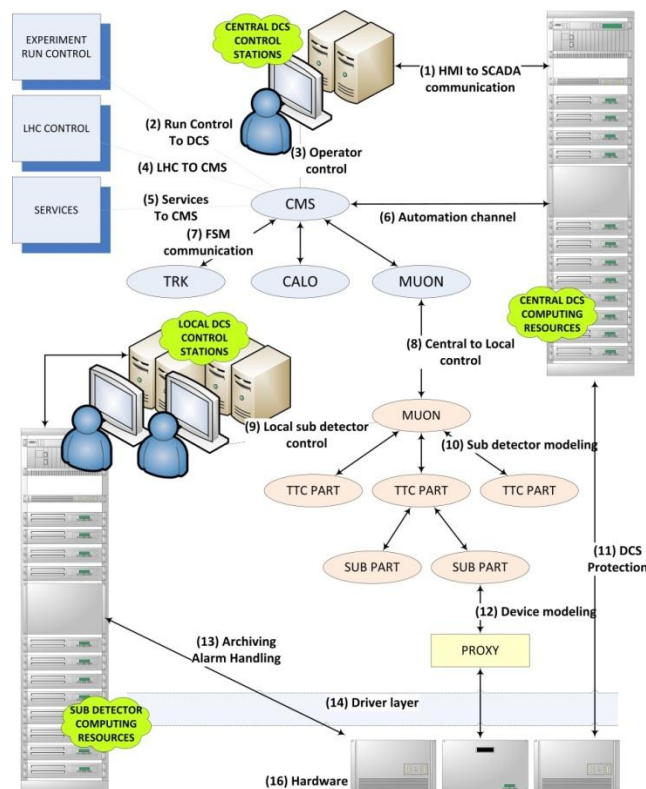 EXPERIMENT
RUN CONTROL
CENTRAL DCS
CONTROL
STATIONS
(1) HMI to SCADA
communication
LHC CONTROL
(2) Run Control
To DCS
(3) Operator
control
(4) LHC TO CMS
SERVICES
(5) Services
To CMS
CMS
(6) Automation channel
(7) FSM
communication
TRK
CALO
MUON
CENTRAL DCS
COMPUTING
RESOURCES
LOCAL DCS
CONTROL
STATIONS
(8) Central to Local
control
MUON
(9) Local sub detector
control
(10) Sub detector modeling
TTC PART
TTC PART
TTC PART
(11) DCS
Protection
SUB PART
SUB PART
(12) Device modeling
(13) Archiving
Alarm Handling
PROXY
(14) Driver layer
SUB DETECTOR
COMPUTING
RESOURCES
(16) Hardware